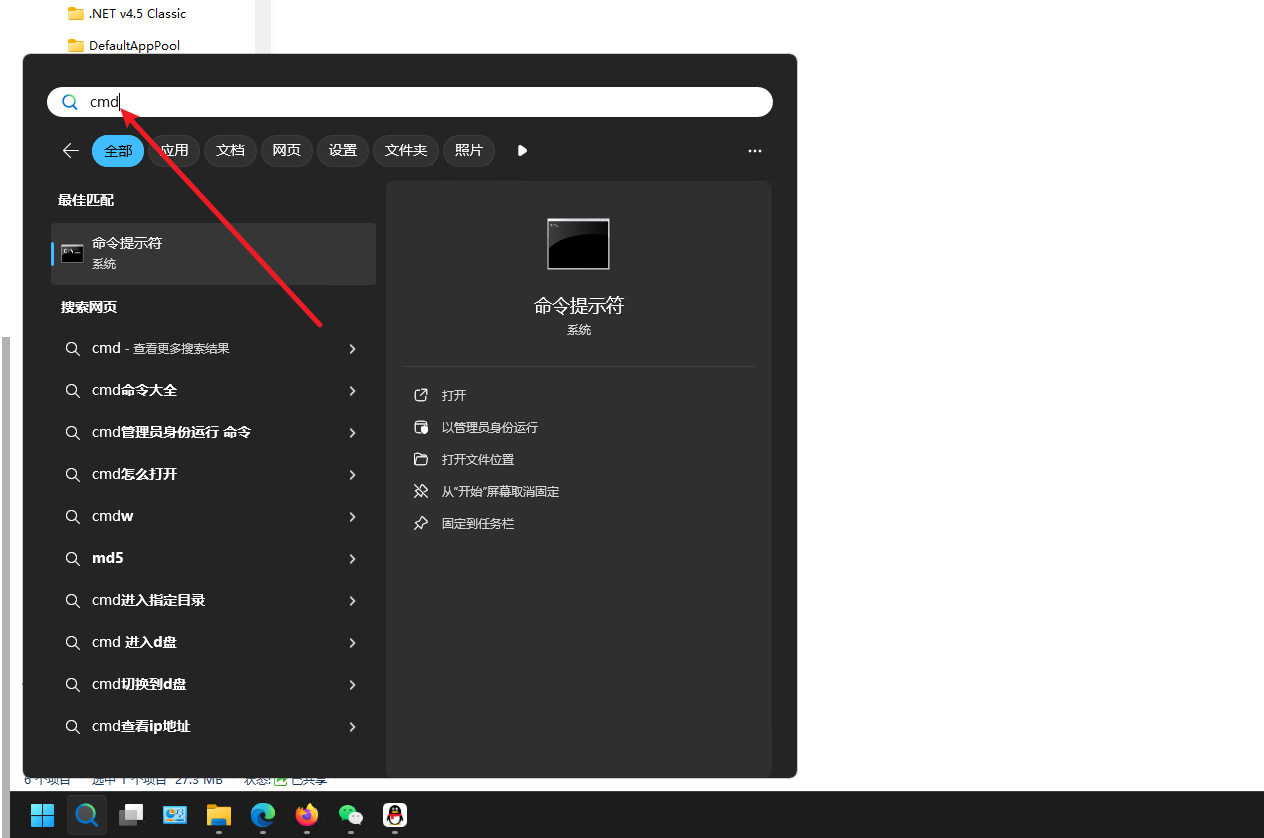 .NET v4.5 Classic
DefaultAppPool
cmd
全部 应用 文档 网页 设置 文件夹 照片
最佳匹配
命令提示符
系统
搜索网页
cmd - 查看更多搜索结果
cmd命令大全
cmd管理员身份运行 命令
cmd怎么打开
cmdw
md5
cmd进入指定目录
cmd 进入d盘
cmd切换到d盘
cmd查看ip地址
命令提示符
系统
打开
以管理员身份运行
打开文件位置
从“开始”屏幕取消固定
固定到任务栏
6 个项目 选中 1 个项目 27.3 MB 状态: 已共享